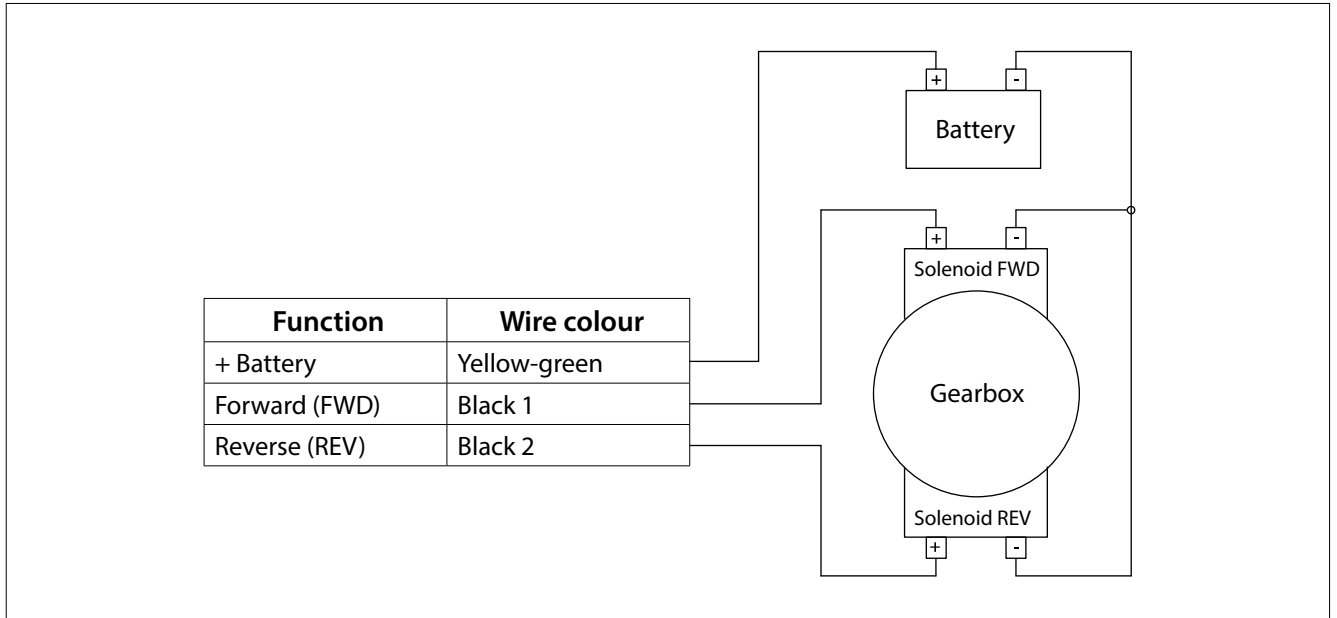 + -
Battery
+ -
Solenoid FWD
Function Wire colour
+ Battery Yellow-green
Forward (FWD) Black 1
Reverse (REV) Black 2
Gearbox
Solenoid REV
+ -